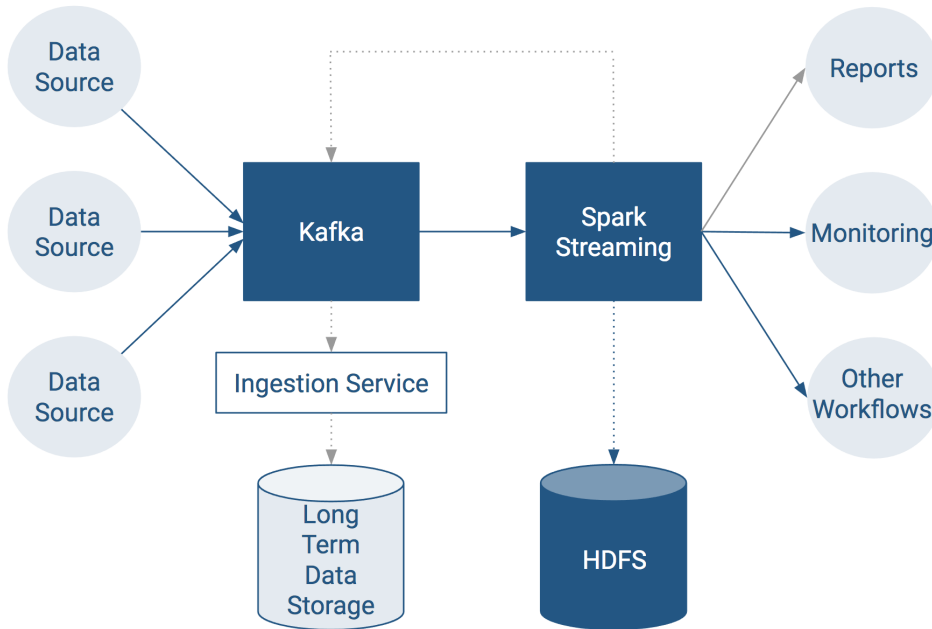 Data
Source
Data
Source
Data
Source
Kafka
Ingestion Service
Long
Term
Data
Storage
Spark
Streaming
HDFS
Reports
Monitoring
Other
Workflows